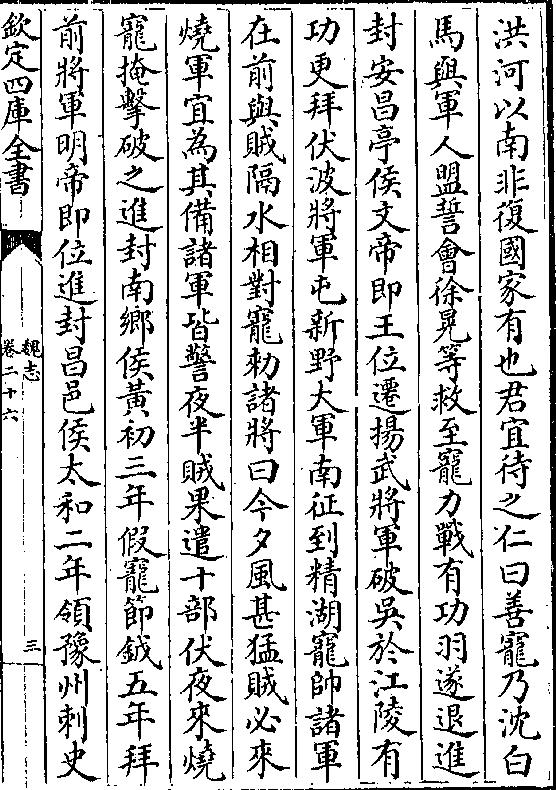 洪河以南非復國家有也君宜待之仁曰善寵乃沈白
馬與軍人盟誓會徐晃等救至寵力戰有功羽遂退進
封安昌亭侯文帝即王位遷揚武將軍破吳於江陵有
功更拜伏波將軍屯新野大軍南征到精湖寵帥諸軍
在前與賊隔水相對寵勑諸將曰今夕風甚猛賊必來
燒軍宜為其備諸軍皆警夜半賊果遣十部伏夜來燒
寵掩擊破之進封南鄉侯黃初三年假寵節鉞五年拜
前將軍明帝即位進封昌邑侯太和二年領豫州刺史
欽定四庫全書
魏志
卷二十六
三